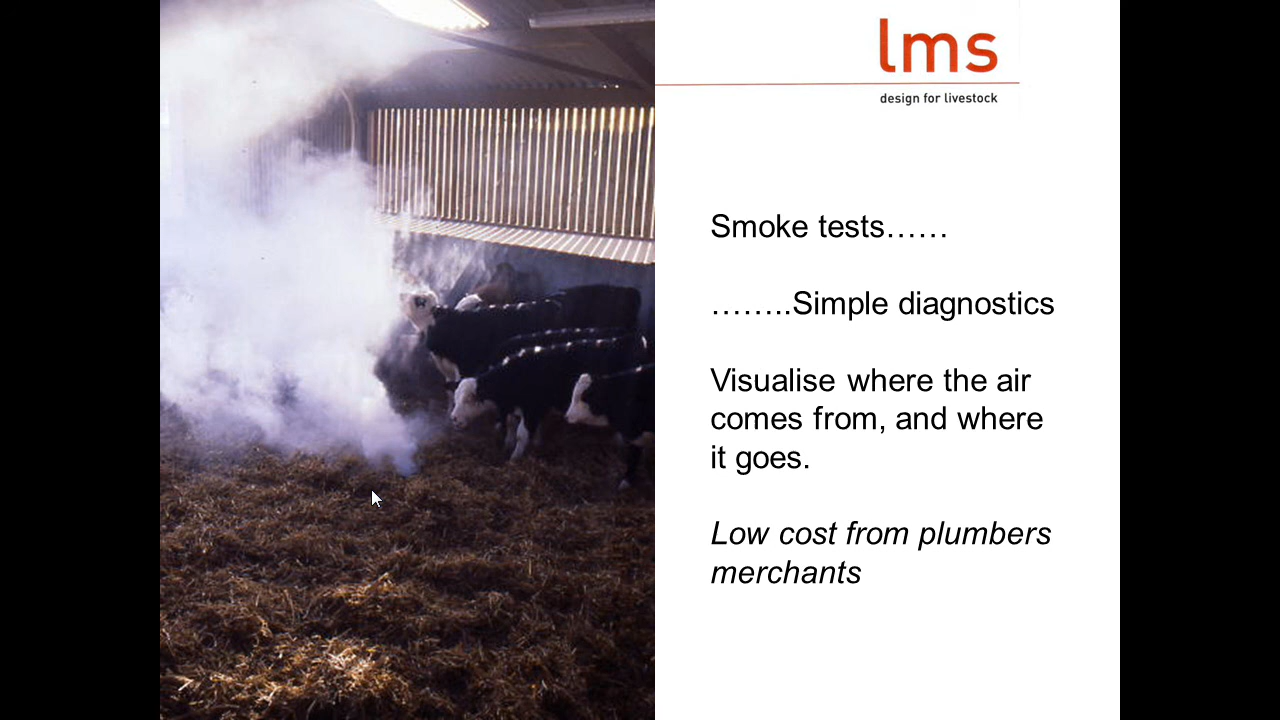 lms
design for livestock
Smoke tests……
……..Simple diagnostics
Visualise where the air
comes from, and where
it goes.
Low cost from plumbers
merchants